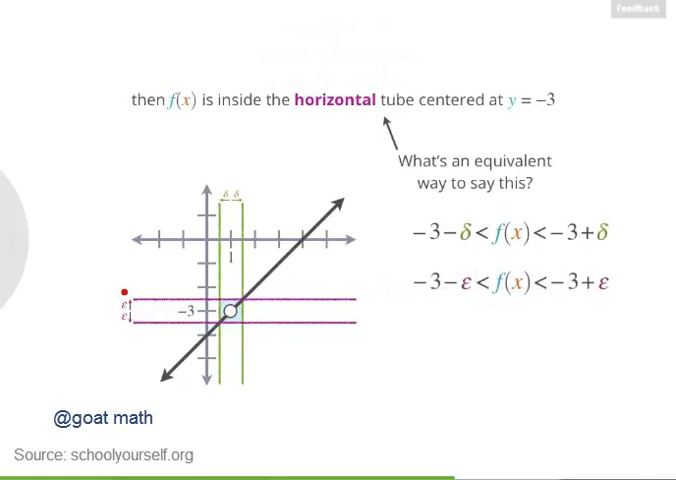 Feedback
then f(x) is inside the horizontal tube centered at y = −3
What's an equivalent
way to say this?
δ δ
1
−3−δ<f(x)<−3+δ
−3−ε<f(x)<−3+ε
ε
ε
−3
@goat math
Source: schoolyourself.org